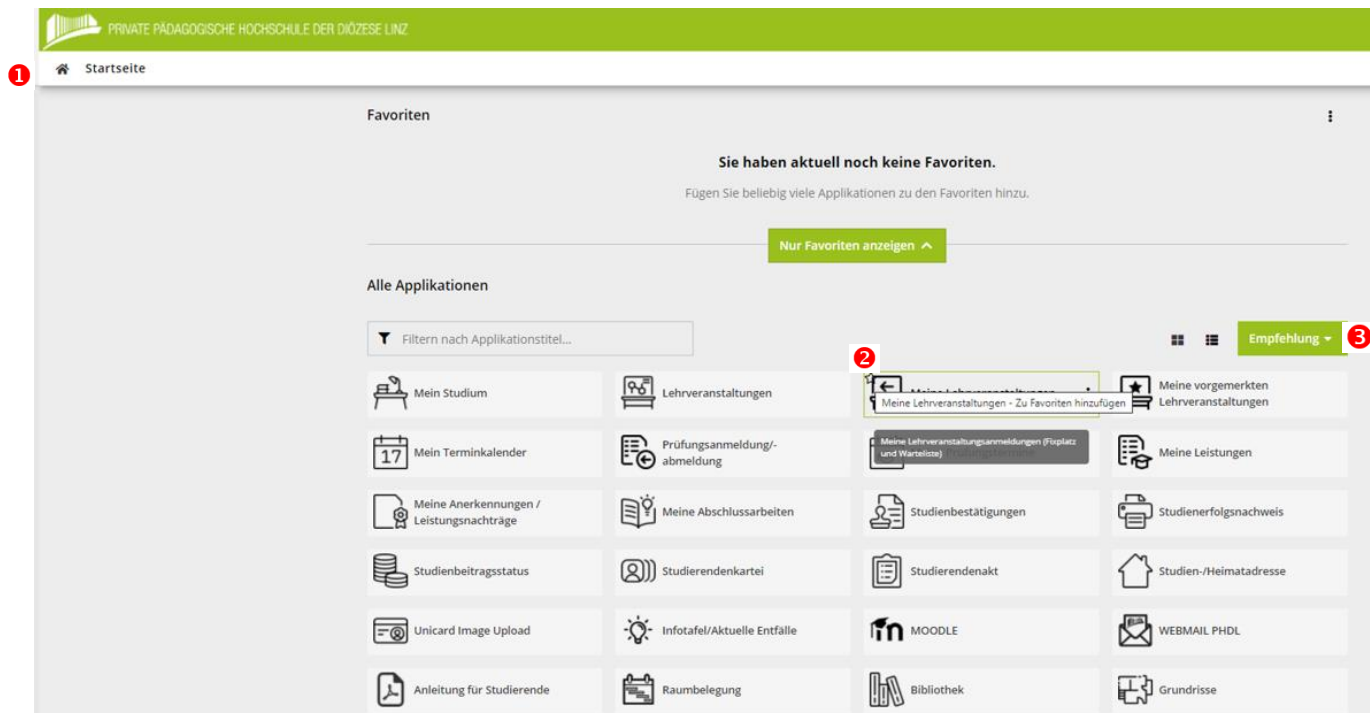 PRIVATE PÄDAGOGISCHE HOCHSCHULE DER DIÖZESE LINZ
1
Startseite
Favoriten
Sie haben aktuell noch keine Favoriten.
Fügen Sie beliebig viele Applikationen zu den Favoriten hinzu.
Nur Favoriten anzeigen
Alle Applikationen
Filtern nach Applikationstitel...
Empfehlung
3
2
Mein Studium
Lehrveranstaltungen
Meine Lehrveranstaltungen - Zu Favoriten hinzufügen
Meine vorgemerkten
Lehrveranstaltungen
17
Mein Terminkalender
Prüfungsanmeldung/-
abmeldung
Meine Lehrveranstaltungsanmeldungen (Fixplatz
und Warteliste)
Meine Leistungen
Meine Anerkennungen /
Leistungsnachträge
Meine Abschlussarbeiten
Studienbestätigungen
Studienerfolgsnachweis
Studienbeitragsstatus
Studierendenkartei
Studierendenakt
Studien-/Heimatadresse
Unicard Image Upload
Infotafel/Aktuelle Entfälle
MOODLE
WEBMAIL PHDL
Anleitung für Studierende
Raumbelegung
Bibliothek
Grundrisse